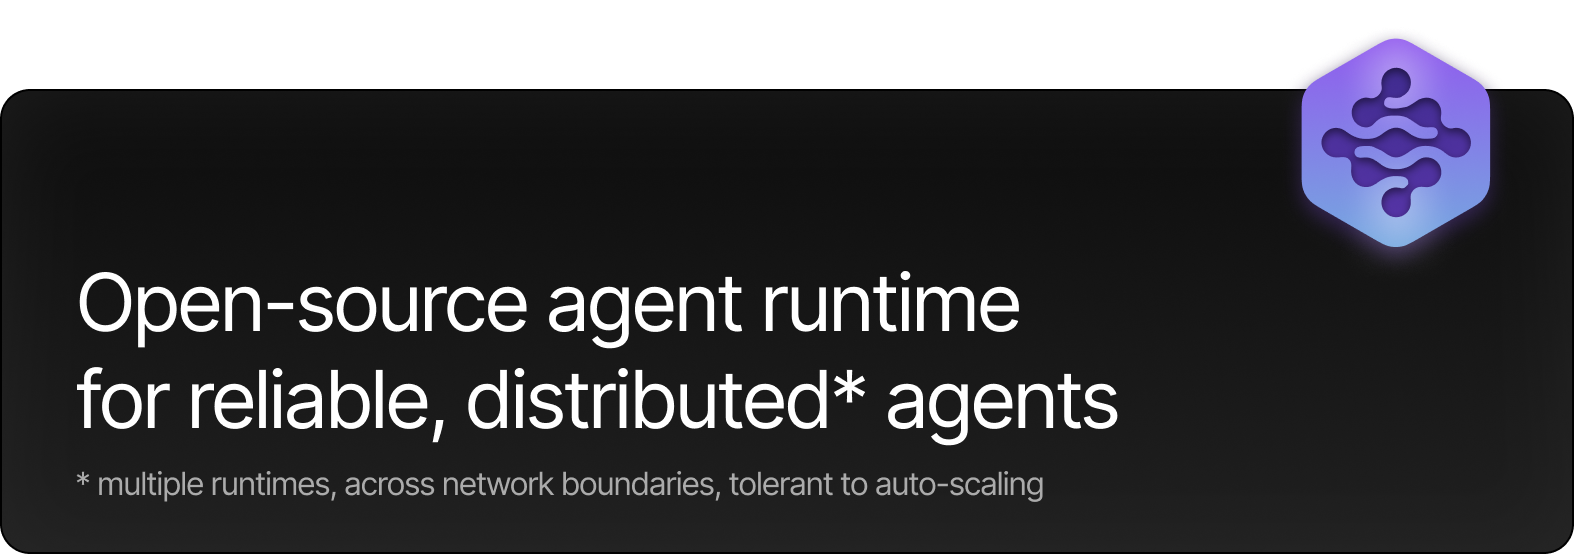 Open-source agent runtime
for reliable, distributed* agents
* multiple runtimes, across network boundaries, tolerant to auto-scaling